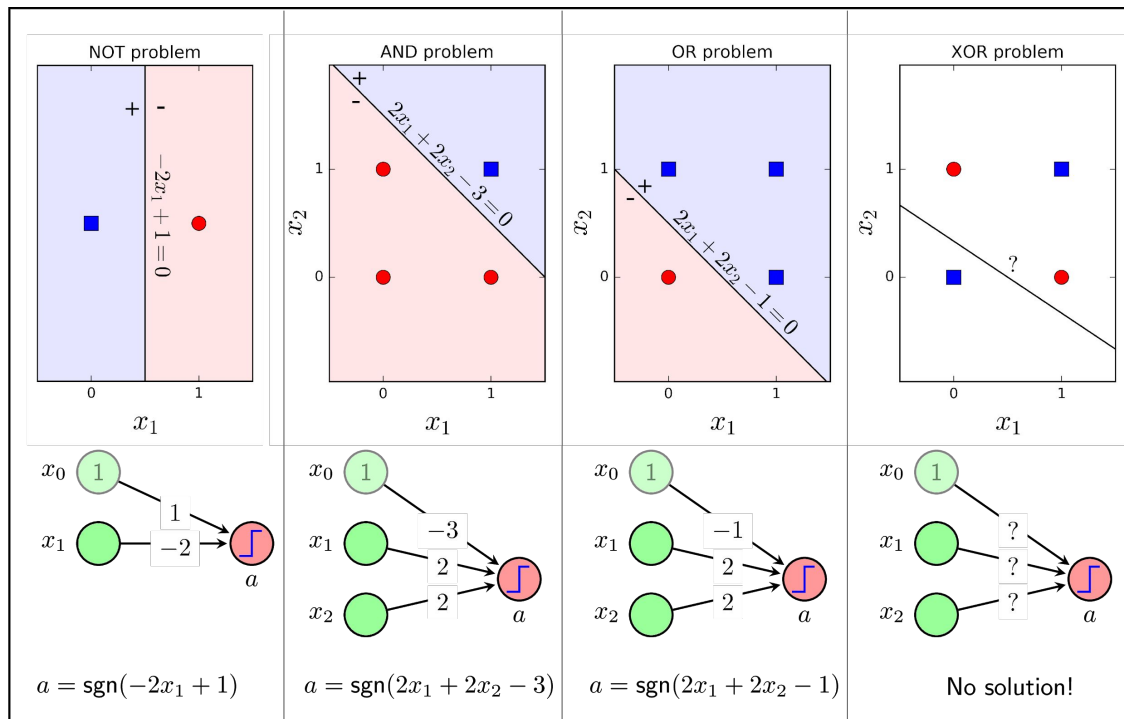 NOT problem
+ -
−2x₁ + 1 = 0
0 1
x₁
x₀ 1
1
x₁ −2
a
a = sgn(−2x₁ + 1)
AND problem
+
-
2x₁ + 2x₂ − 3 = 0
1
x₂
0
0 1
x₁
x₀ 1
−3
x₁ 2
x₂ 2
a
a = sgn(2x₁ + 2x₂ − 3)
OR problem
1
+
-
2x₁ + 2x₂ − 1 = 0
x₂
0
0 1
x₁
x₀ 1
−1
x₁ 2
x₂ 2
a
a = sgn(2x₁ + 2x₂ − 1)
XOR problem
1
x₂
?
0
0 1
x₁
x₀ 1
?
x₁ ?
x₂ ?
a
No solution!